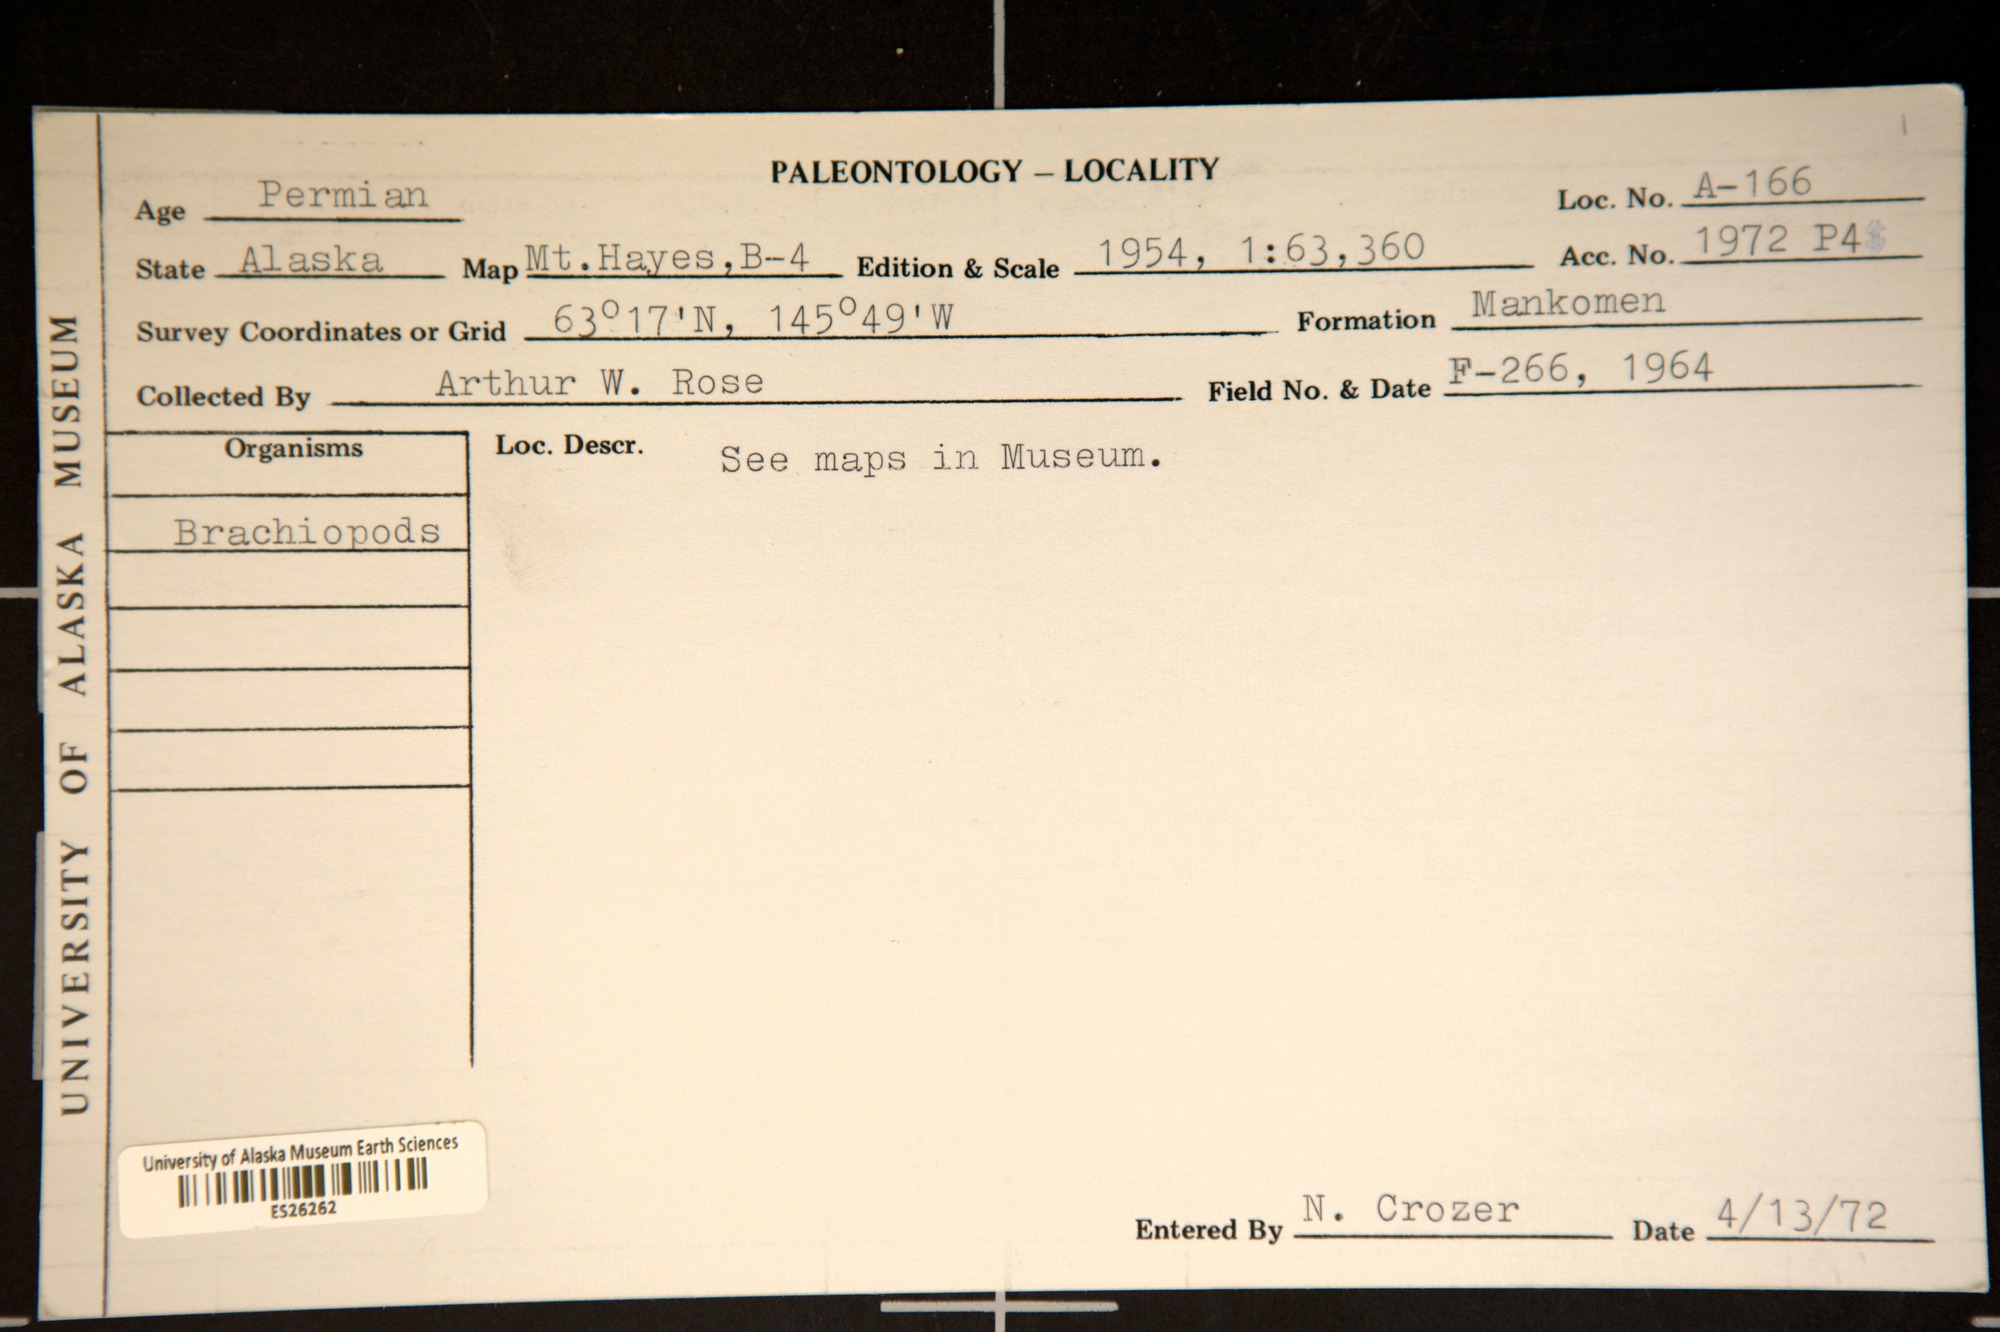 PALEONTOLOGY – LOCALITY
Age Permian
Loc. No. A-166
State Alaska Map Mt.Hayes,B-4 Edition & Scale 1954, 1:63,360 Acc. No. 1972 P4
Survey Coordinates or Grid 63°17'N, 145°49'W Formation Mankomen
Collected By Arthur W. Rose Field No. & Date F-266, 1964
Organisms
Loc. Descr. See maps in Museum.
Brachiopods
UNIVERSITY OF ALASKA MUSEUM
University of Alaska Museum Earth Sciences
ES26262
Entered By N. Crozer Date 4/13/72